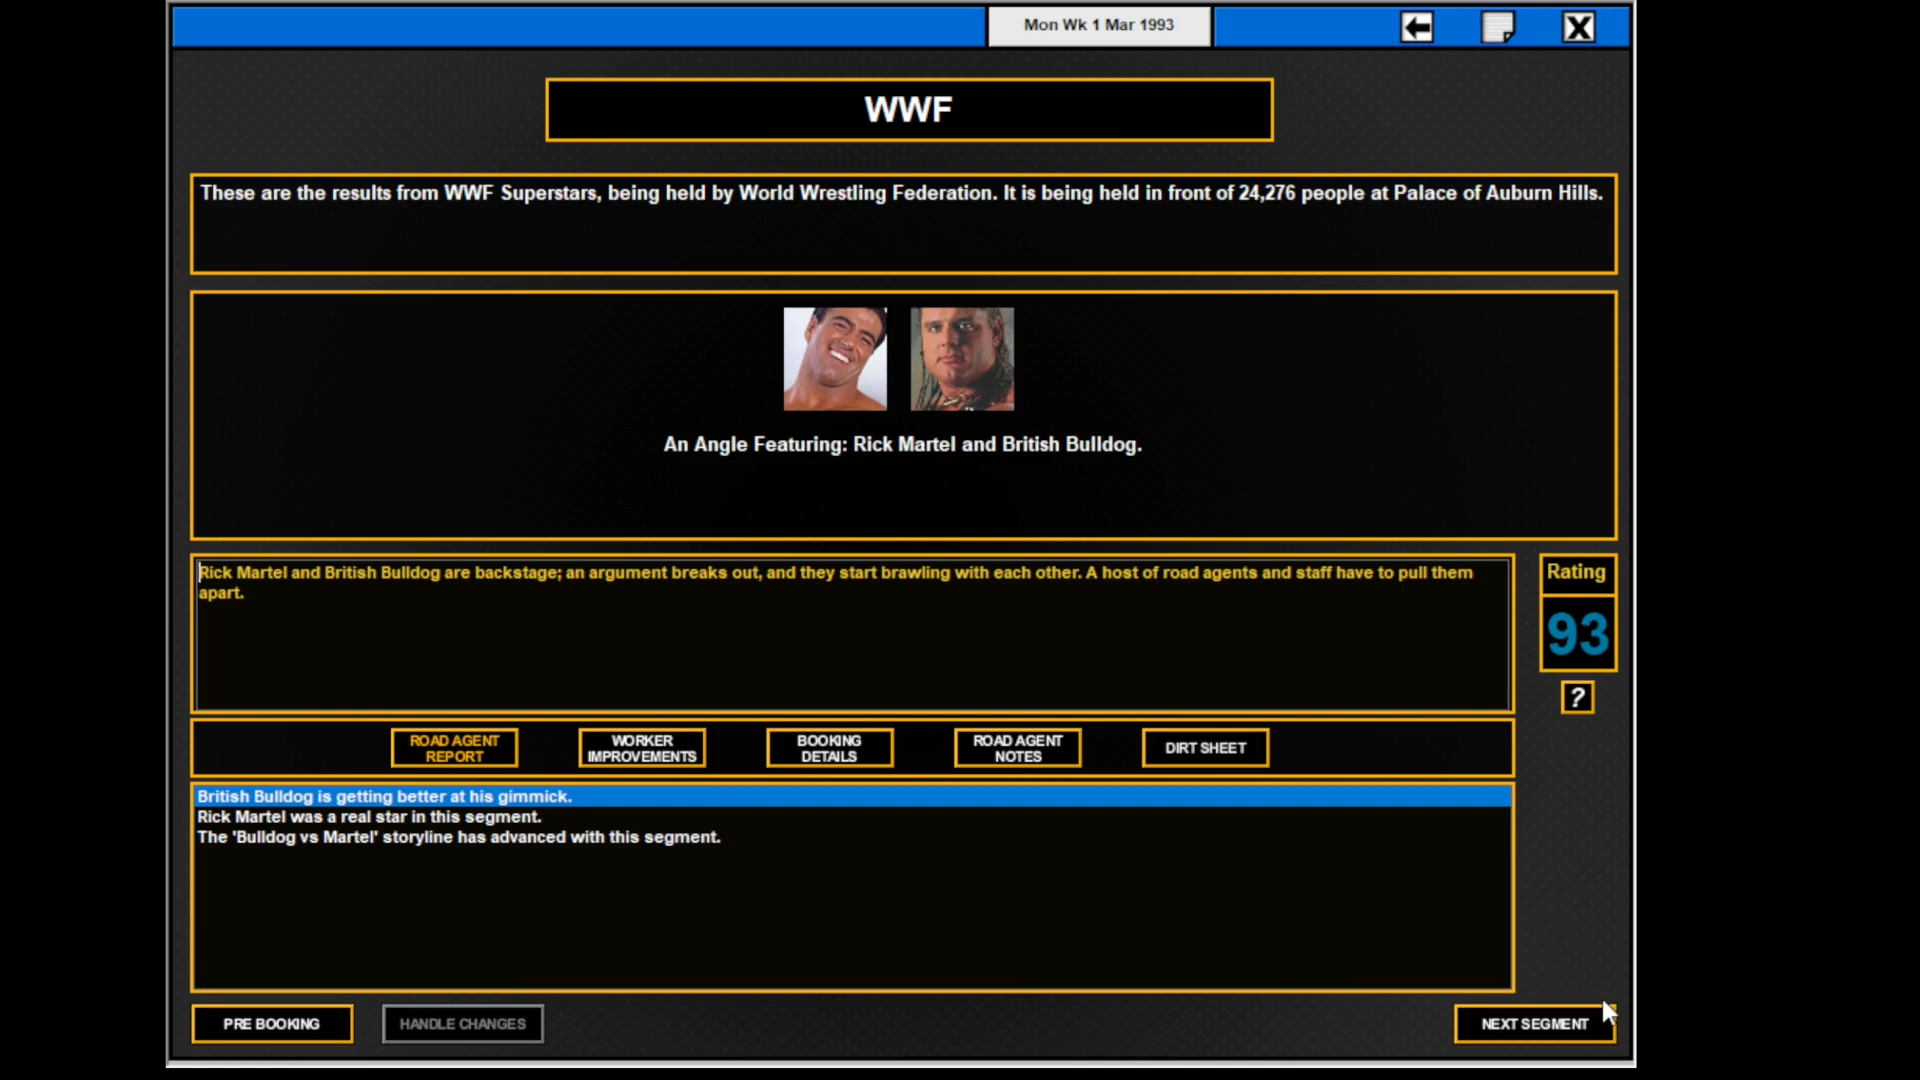 Mon Wk 1 Mar 1993
WWF
These are the results from WWF Superstars, being held by World Wrestling Federation. It is being held in front of 24,276 people at Palace of Auburn Hills.
An Angle Featuring: Rick Martel and British Bulldog.
Rick Martel and British Bulldog are backstage; an argument breaks out, and they start brawling with each other. A host of road agents and staff have to pull them
apart.
Rating
93
?
ROAD AGENT
REPORT
WORKER
IMPROVEMENTS
BOOKING
DETAILS
ROAD AGENT
NOTES
DIRT SHEET
British Bulldog is getting better at his gimmick.
Rick Martel was a real star in this segment.
The 'Bulldog vs Martel' storyline has advanced with this segment.
PRE BOOKING
HANDLE CHANGES
NEXT SEGMENT